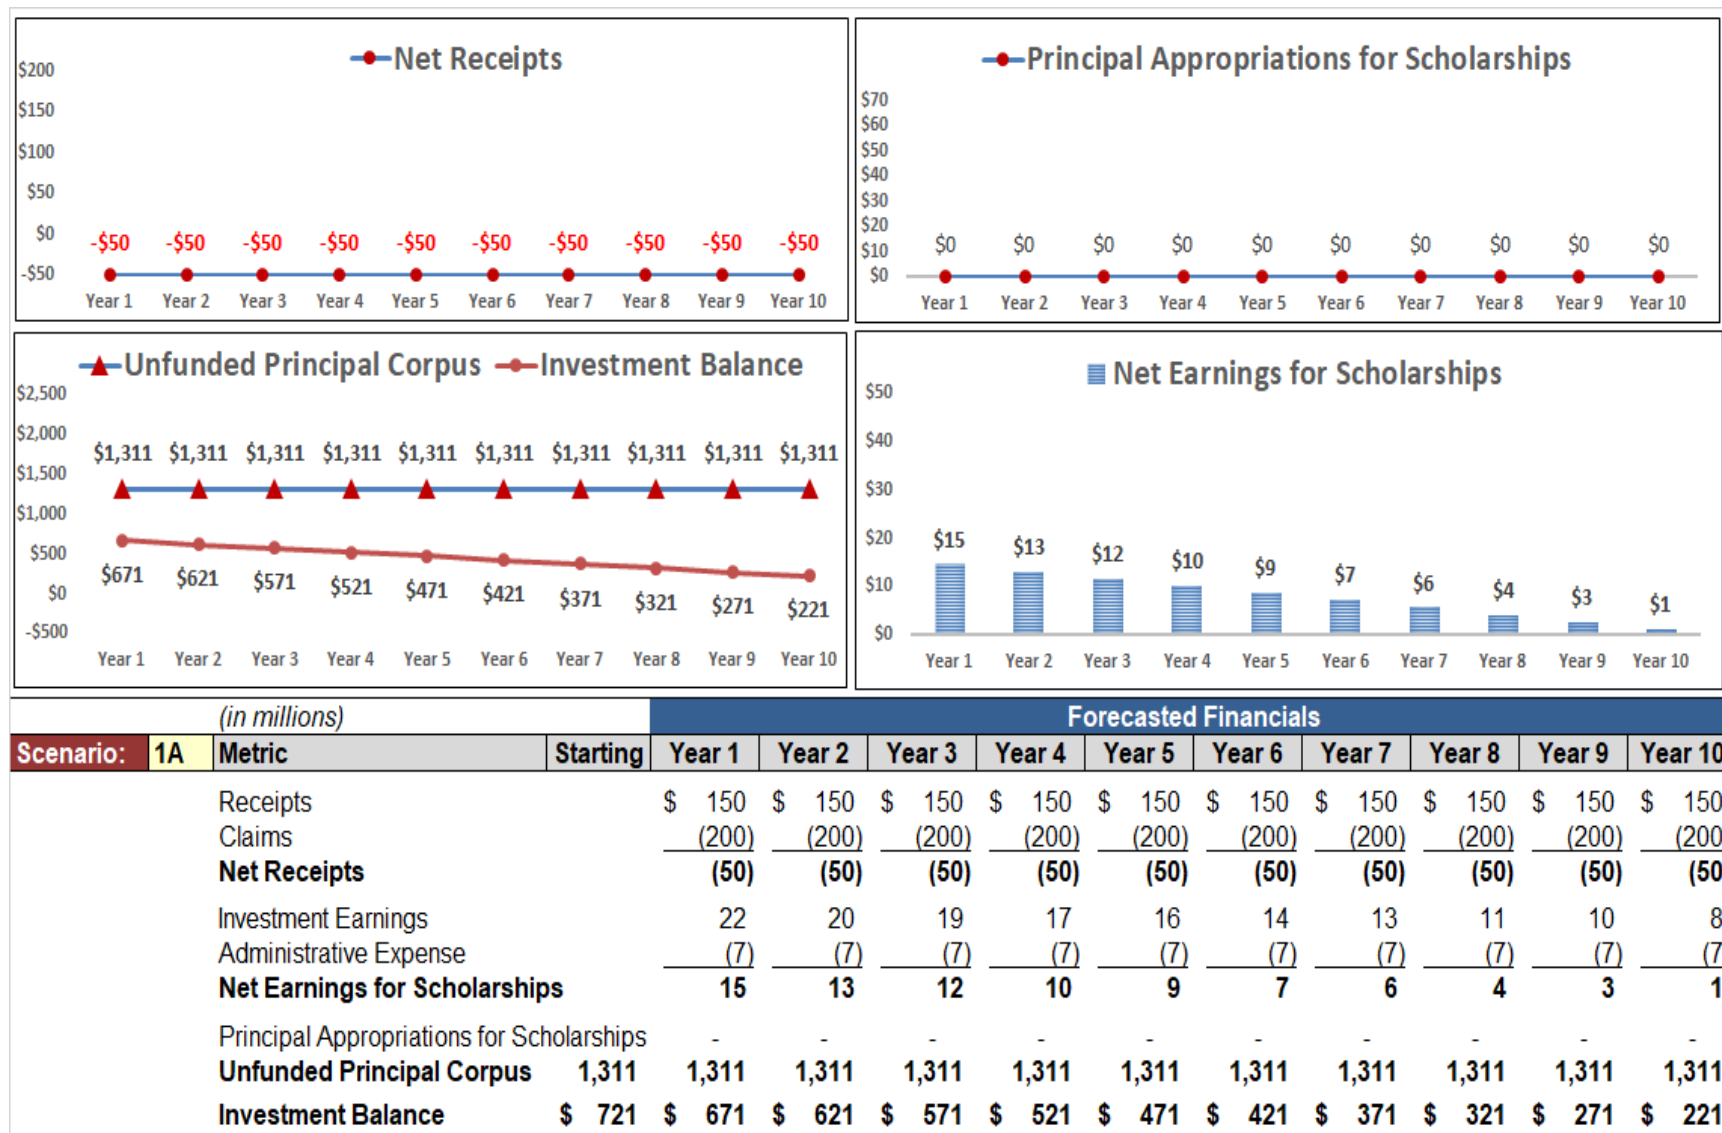 Net Receipts
$200
$150
$100
$50
$0
-$50
-$50 -$50 -$50 -$50 -$50 -$50 -$50 -$50 -$50 -$50
Year 1 Year 2 Year 3 Year 4 Year 5 Year 6 Year 7 Year 8 Year 9 Year 10
Principal Appropriations for Scholarships
$70
$60
$50
$40
$30
$20
$10
$0
$0 $0 $0 $0 $0 $0 $0 $0 $0 $0
Year 1 Year 2 Year 3 Year 4 Year 5 Year 6 Year 7 Year 8 Year 9 Year 10
Unfunded Principal Corpus Investment Balance
$2,500
$2,000
$1,500
$1,000
$500
$0
-$500
$1,311 $1,311 $1,311 $1,311 $1,311 $1,311 $1,311 $1,311 $1,311 $1,311
$671 $621 $571 $521 $471 $421 $371 $321 $271 $221
Year 1 Year 2 Year 3 Year 4 Year 5 Year 6 Year 7 Year 8 Year 9 Year 10
Net Earnings for Scholarships
$50
$40
$30
$20
$10
$0
$15 $13 $12 $10 $9 $7 $6 $4 $3 $1
Year 1 Year 2 Year 3 Year 4 Year 5 Year 6 Year 7 Year 8 Year 9 Year 10
(in millions) Forecasted Financials
Scenario: 1A Metric Starting Year 1 Year 2 Year 3 Year 4 Year 5 Year 6 Year 7 Year 8 Year 9 Year 10
Receipts $ 150 $ 150 $ 150 $ 150 $ 150 $ 150 $ 150 $ 150 $ 150 $ 150
Claims (200) (200) (200) (200) (200) (200) (200) (200) (200) (200
Net Receipts (50) (50) (50) (50) (50) (50) (50) (50) (50) (50
Investment Earnings 22 20 19 17 16 14 13 11 10 8
Administrative Expense (7) (7) (7) (7) (7) (7) (7) (7) (7) (7
Net Earnings for Scholarships 15 13 12 10 9 7 6 4 3 1
Principal Appropriations for Scholarships - - - - - - - - - -
Unfunded Principal Corpus 1,311 1,311 1,311 1,311 1,311 1,311 1,311 1,311 1,311 1,311 1,311
Investment Balance $ 721 $ 671 $ 621 $ 571 $ 521 $ 471 $ 421 $ 371 $ 321 $ 271 $ 221